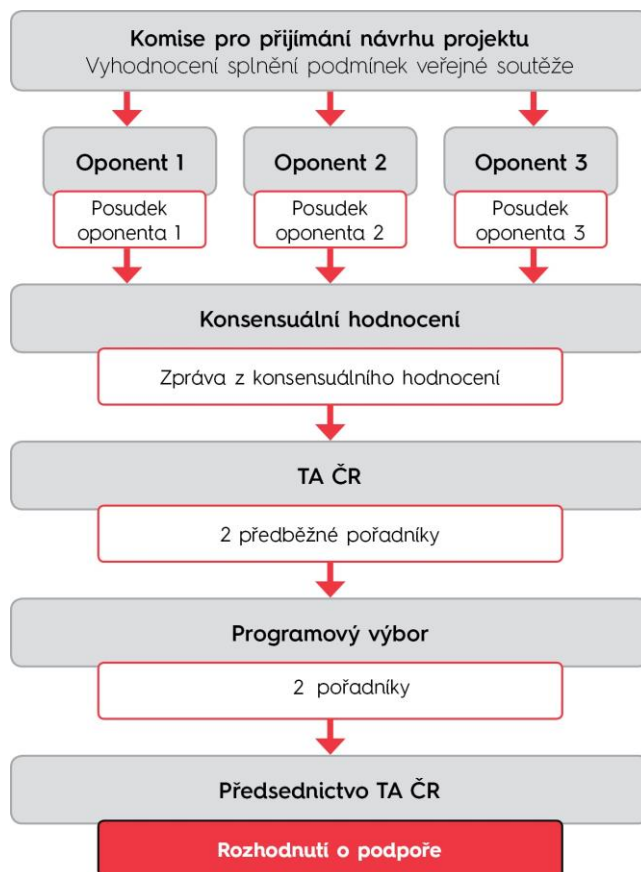 Komise pro přijímání návrhu projektu
Vyhodnocení splnění podmínek veřejné soutěže
Oponent 1
Oponent 2
Oponent 3
Posudek
oponenta 1
Posudek
oponenta 2
Posudek
oponenta 3
Konsensuální hodnocení
Zpráva z konsensuálního hodnocení
TA ČR
2 předběžné pořadníky
Programový výbor
2 pořadníky
Předsednictvo TA ČR
Rozhodnutí o podpoře